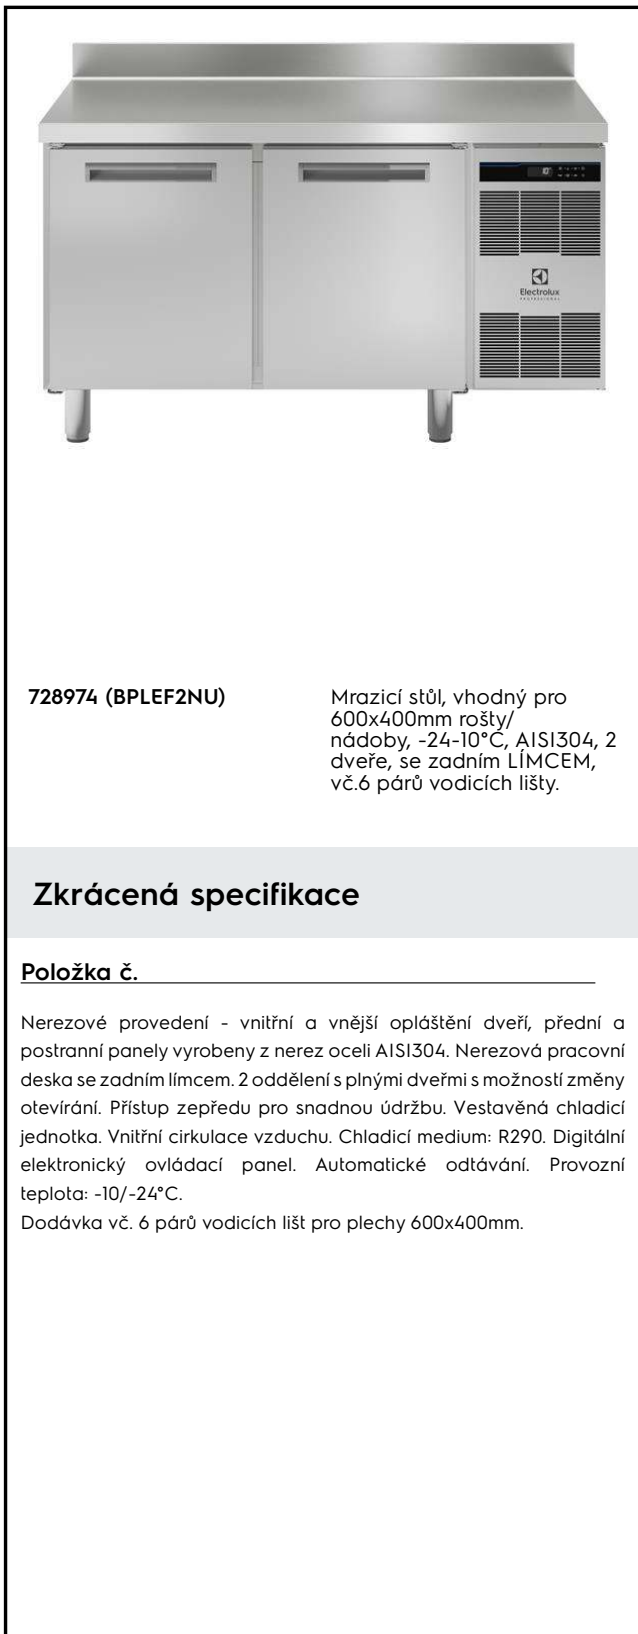 Electrolux
PROFESSIONAL
728974 (BPLEF2NU)
Mrazicí stůl, vhodný pro
600x400mm rošty/
nádoby, -24-10°C, AISI304, 2
dveře, se zadním LÍMCEM,
vč.6 párů vodicích lišty.
Zkrácená specifikace
Položka č.
Nerezové provedení - vnitřní a vnější opláštění dveří, přední a
postranní panely vyrobeny z nerez oceli AISI304. Nerezová pracovní
deska se zadním límcem. 2 oddělení s plnými dveřmi s možností změny
otevírání. Přístup zepředu pro snadnou údržbu. Vestavěná chladicí
jednotka. Vnitřní cirkulace vzduchu. Chladicí medium: R290. Digitální
elektronický ovládací panel. Automatické odtávání. Provozní
teplota: -10/-24°C.
Dodávka vč. 6 párů vodicích lišt pro plechy 600x400mm.